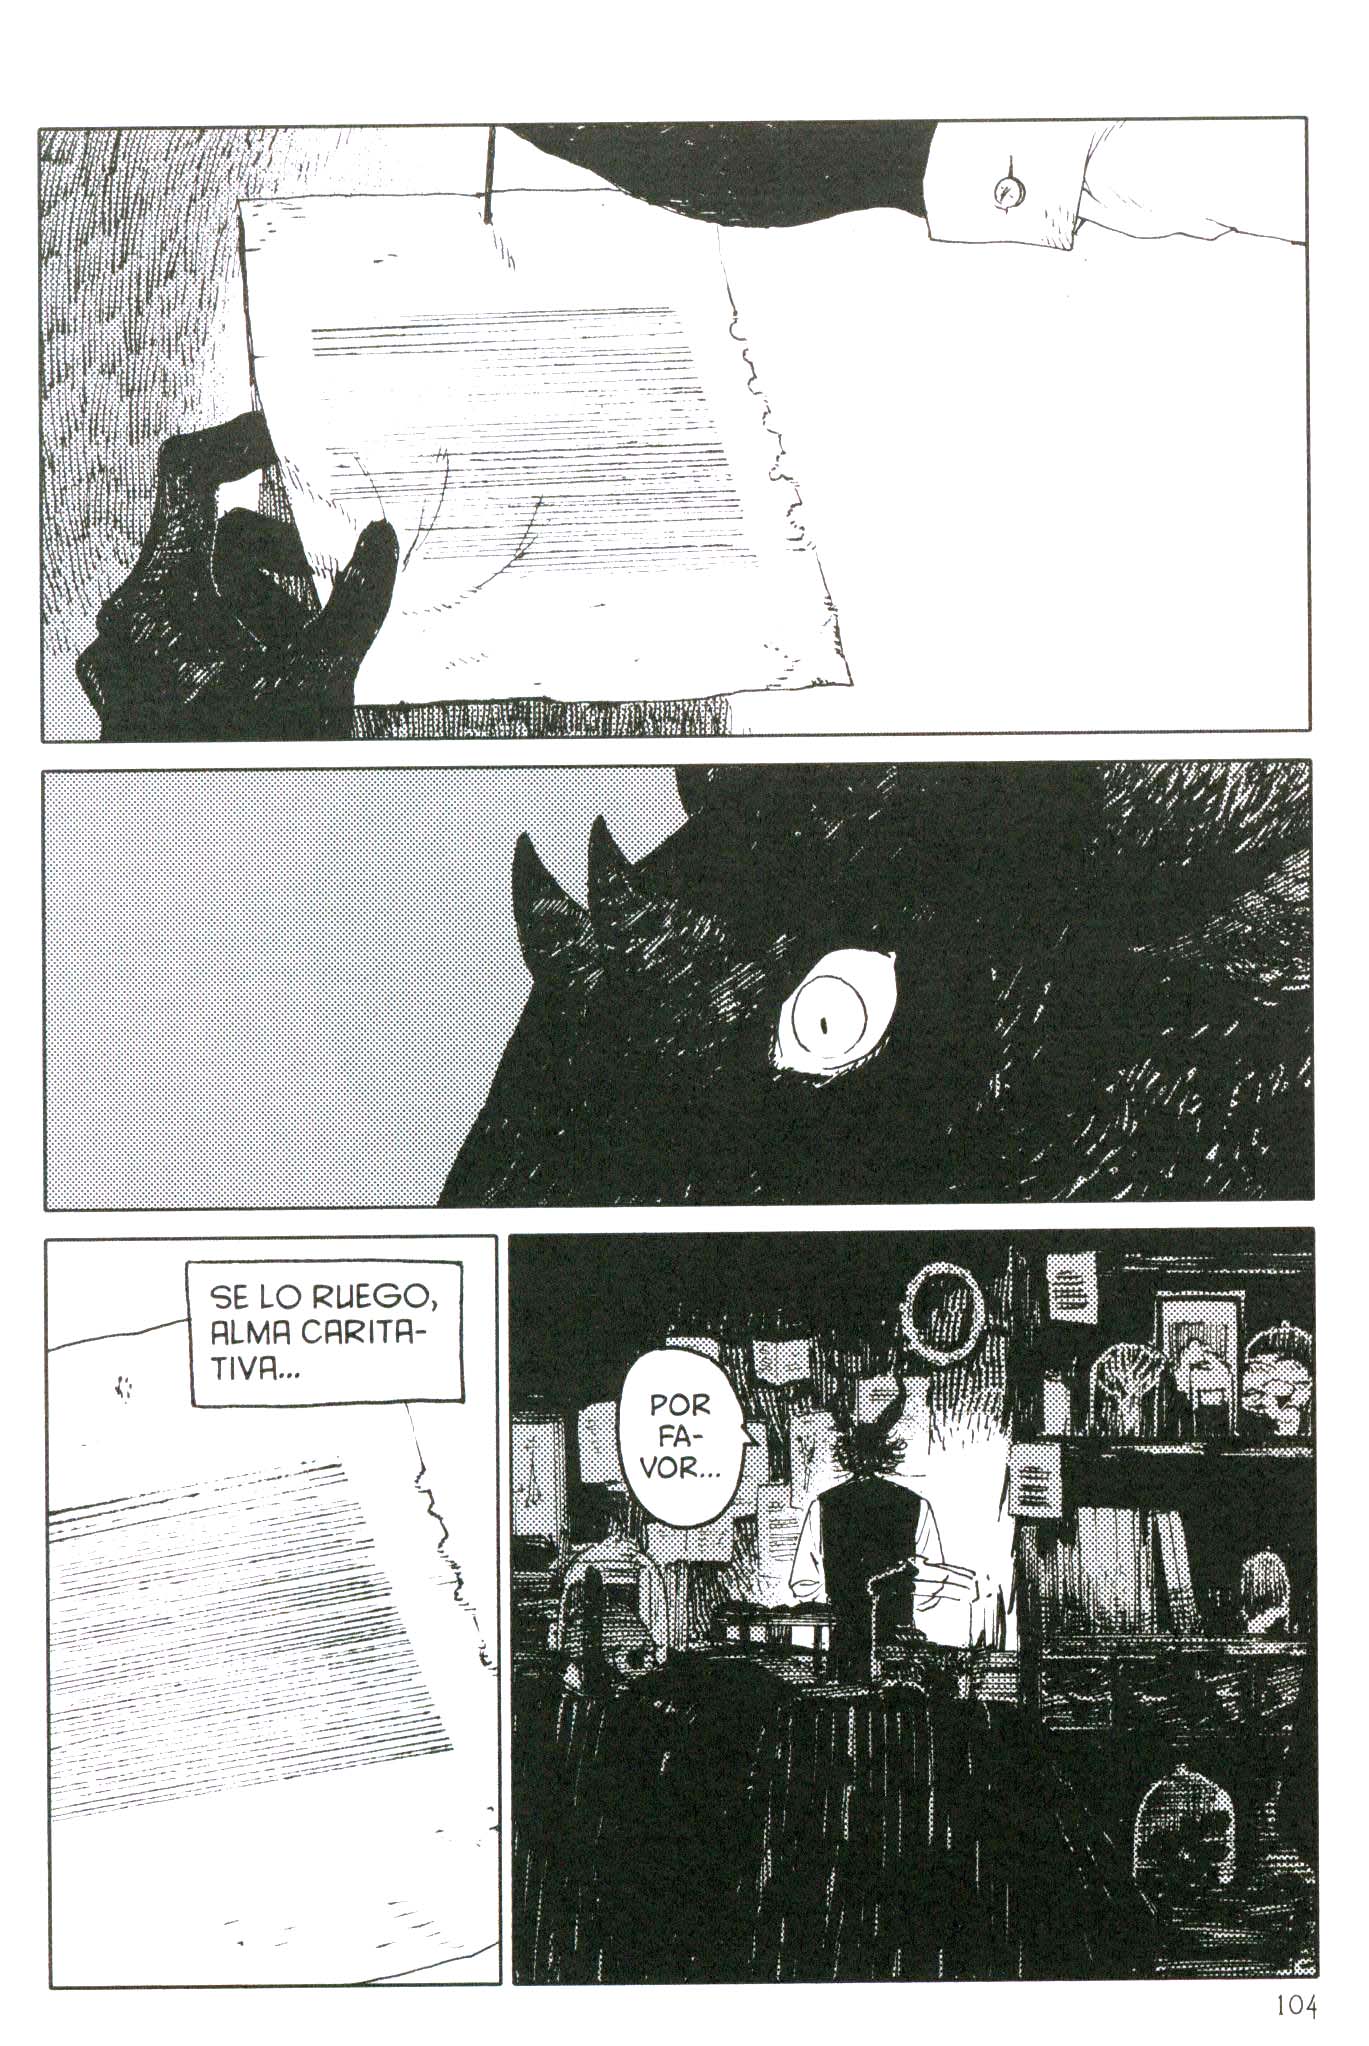 SE LO RUEGO,
ALMA CARITA-
TIVA...
POR
FA-
VOR...
104